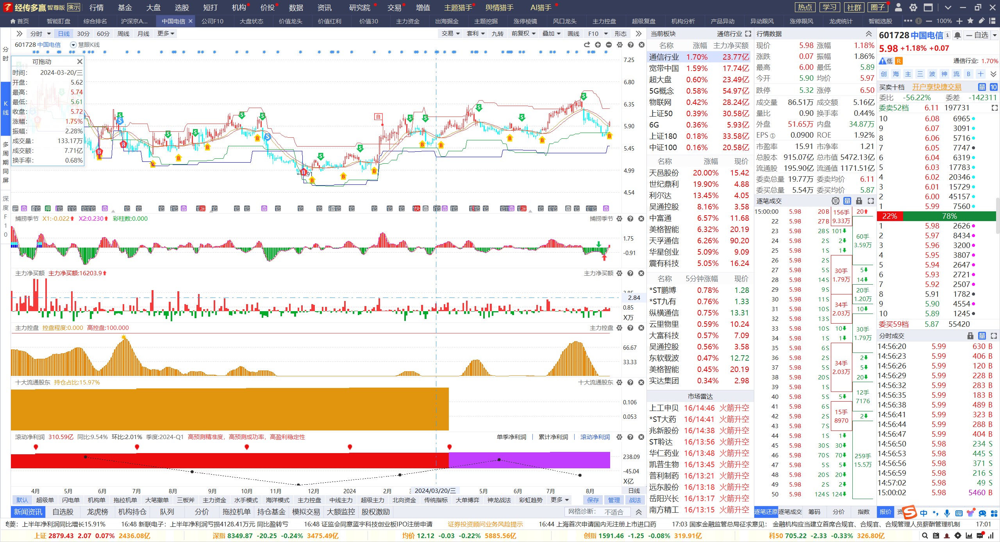 经传多赢 智尊版 演示 行情 基金 大盘 选股 短打 机构 价投 数据 资讯 研究院 交易 增值 主题猎手 舆情猎手 AI猎手 热点 学习 社群 圈子
首页 智能盯盘 综合排名 沪深京A... 中国电信 公司F10 大盘状态 价值龙头 价值红利 价值30 主力资金 出海掘金 主题挖掘 涨停棱镜 风口龙头 主力控盘 超级复盘 机构分析 产品异动 异动跟风 涨停跟风 龙虎统计 智能选股 100%
分时
K线
多周期同屏
深度F10
分时 日线 30分 60分 周线 月线 更多 交易 套利 九转 前复权 叠加 画线 F10 形态
601728 中国电信 慧眼K线
可拖动
时间: 2024-03-20/三
开盘: 5.62
最高: 5.74
最低: 5.61
收盘: 5.72
涨幅: 1.75%
振幅: 2.28%
成交量: 133.17万
成交额: 7.71亿
换手率: 0.68%
7.25
6.80
6.35
5.90
5.45
4.99
4.54
自
捕捞季节 X1:-0.022 X2:0.230 彩柱数:0.000 捕捞季节
1.75
-0.91
主力净买额 主力净买额:16203.9 主力净买额
2.84
0.85
X万
主力控盘 控盘程度:0.000 高控盘:100.000 主力控盘
66.67
33.33
十大流通股东 持仓占比:15.97% 十大流通股东
0.106
0.053
滚动净利润 310.59亿 同比:9.54% 环比:2.01% 季度:2024-Q1 高预测精准度，高预测成功率，高盈利稳定性 单季净利润 累计净利润 滚动净利润
238.09
-45.04
X亿
4月 5月 6月 7月 8月 9月 10月 11月 12月 2024 2月 2024/03/20/三 5月 6月 7月 8月 日线
默认 超级单 闪电单 机构单 拖拉机单 大笔撤单 三板斧 主力资金 水手模式 海洋模式 主力控盘 中线主力 超级主力 北向资金 传统指标 大单博弈 神龙战法 彩虹趋势 更多 保存 管理 战法
新闻资讯 自选股 龙虎榜 机构持仓 队列 分价 拖拉机单 持仓基金 模拟交易 大额监控 股权激励 网格诊断: 不适合
当前板块 通信行业
名称 涨幅 主力净买额
通信行业 1.70% 23.77亿
宽带中国 1.59% 17.74亿
超大盘 0.60% 23.49亿
5G概念 0.58% 54.97亿
物联网 0.42% 28.24亿
上证50 0.39% 30.58亿
6G 0.36% 5.93亿
上证180 0.18% 33.58亿
中证100 0.16% 20.58亿
名称 涨幅 现价
天邑股份 20.00% 15.42
世纪鼎利 19.90% 4.88
利尔达 13.45% 4.05
吴通控股 8.16% 3.58
中富通 6.57% 11.68
美格智能 6.32% 20.19
天孚通信 6.26% 90.20
华星创业 5.09% 9.09
震有科技 5.05% 16.24
名称 5分钟涨幅 现价
*ST鹏博 0.78% 1.28
*ST九有 0.76% 1.33
纵横通信 0.75% 13.31
云里物里 0.59% 10.24
大富科技 0.57% 7.09
吴通控股 0.56% 3.58
东软载波 0.47% 12.72
美格智能 0.45% 20.19
实达集团 0.34% 2.98
市场雷达
上工申贝 16/14:46 火箭升空
*ST大药 16/14:41 火箭升空
兆新股份 16/14:38 火箭升空
ST聆达 16/13:56 火箭升空
华仁药业 16/13:48 火箭升空
凯普生物 16/13:45 火箭升空
普利制药 16/13:21 火箭升空
远东股份 16/13:18 火箭升空
岳阳兴长 16/13:17 火箭升空
南方精工 16/13:15 火箭升空
行情数据
现价 5.98 涨幅 1.18%
涨跌 0.07 振幅 1.86%
最高 6.00 最低 5.89
今开 5.90 均价 5.97
跌停 5.32 涨停 6.50
成交量 86.51万 成交额 5.16亿
量比 0.90 换手率 0.44%
外盘 51.65万 内盘 34.87万
EPS① 0.0900 ROE 1.92%
市盈率 15.91 市净率 1.21
总股本 915.07亿 总市值 5472.13亿
流通股 195.90亿 流通值 1171.51亿
委卖总量 19.77万 委卖均价 6.11
委买总量 5.54万 委买均价 5.87
逐笔成交
15:00:00 5.98 20B
22 5.98 27B
23 5.98 28S 101
24 5.98 2S 2
25 5.98 1S 1
26 5.98 2S
27 5.98 5S 5
28 5.98 14S 14
29 5.98 9S
30 5.98 11S
31 5.98 10S 10
32 5.98 13S
33 5.98 10S 10
34 5.98 1S 1
35 5.98 6S
36 5.98 2S 2
37 5.98 5S 5
38 5.98 20S 20
39 5.98 1S
40 5.98 5S 5
41 5.98 6S
42 5.98 2S 2
43 5.98 7S
44 5.98 1S 1
45 5.98 30S 30
46 5.98 70S 70
47 5.98 5S 5
48 5.98 20S 20
49 5.98 2S 2
50 5.98 124S 124
156手
9.33万
30手
1.79万
34手
2.03万
34手
2.03万
15手
8970
20
60手
3.59万
20手
1.20万
30手
1.79万
12手
7176
259手
15.5万
逐笔还原 逐笔成交 筹码 分价 指数
601728 中国电信 自选
5.98 +1.18% +0.07
低 R 通信行业: 1.70%
创 海 主 三 波 神 流 B 十
买卖十档 开户享快捷交易 量 10
委比 -56.22% 委差 -142311
委卖52档 6.11 197731
10 6.08 6965
9 6.07 3091
8 6.06 5716
7 6.05 7747
6 6.04 6319
5 6.03 17783
4 6.02 20346
3 6.01 15729
2 6.00 45157
1 5.99 7560
22% 78%
1 5.98 2626
2 5.97 8434
3 5.96 3200
4 5.95 3807
5 5.94 2647
6 5.93 2721
7 5.92 2507
8 5.91 1782
9 5.90 4554
10 5.89 1245
委买59档 5.87 55420
分时成交 量
14:56:20 5.99 630 B
14:56:23 5.99 406 B
14:56:26 5.99 120 B
14:56:29 5.99 228 B
14:56:32 5.99 283 B
14:56:35 5.99 183 B
14:56:38 5.99 489 B
14:56:41 5.99 323 B
14:56:44 5.99 288 B
14:56:47 5.99 404 B
14:56:50 5.98 234 S
14:56:53 5.98 445 S
14:56:56 5.98 371 S
14:56:59 5.98 216 S
14:57:02 5.98 49 S
15:00:02 5.98 5460 B
报价 中
美菱：上半年净利润同比增长15.91% 16:48 新联电子：上半年净利润亏损4128.41万元 同比盈转亏 16:48 证监会同意蓝宇科技创业板IPO注册申请 证券投资顾问业务风险提示 16:44 上海首次申请国内无注册上市进口药 17:03 国家金融监管总局征求意见： 金融机构应当建立首席合规官、合规官、合规管理人员薪酬管理机制 17:01
上证 2879.43 2.07 0.07% 2436.08亿 深指 8349.87 -20.25 -0.24% 3475.49亿 均价 12.12 -0.03 -0.22% 5885.56亿 创指 1591.46 -1.25 -0.08% 319.91亿 科50 705.22 -2.33 -0.33% 326.80亿